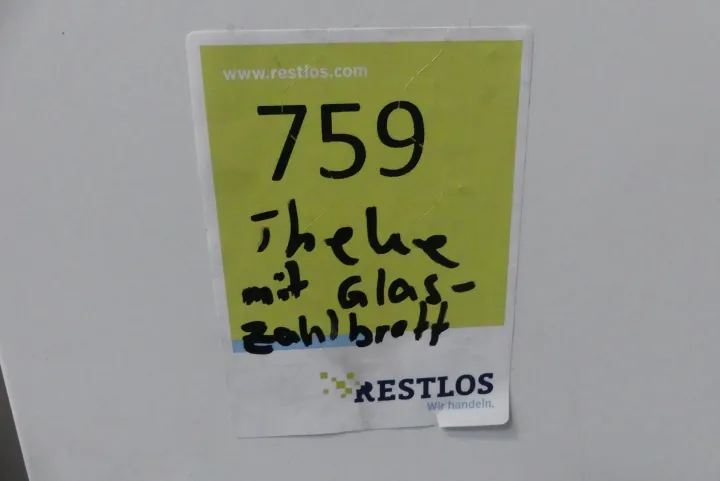 www.restlos.com
759
Theke
mit Glas-
zahlbrett
RESTLOS
Wir handeln.